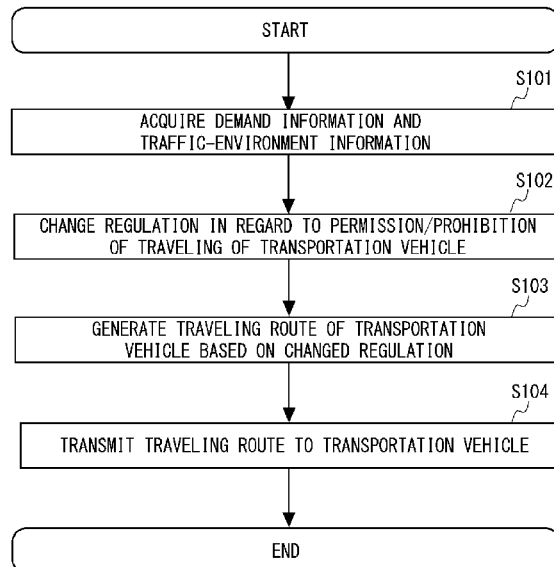 START
S101
ACQUIRE DEMAND INFORMATION AND
TRAFFIC-ENVIRONMENT INFORMATION
S102
CHANGE REGULATION IN REGARD TO PERMISSION/PROHIBITION
OF TRAVELING OF TRANSPORTATION VEHICLE
S103
GENERATE TRAVELING ROUTE OF TRANSPORTATION
VEHICLE BASED ON CHANGED REGULATION
S104
TRANSMIT TRAVELING ROUTE TO TRANSPORTATION VEHICLE
END